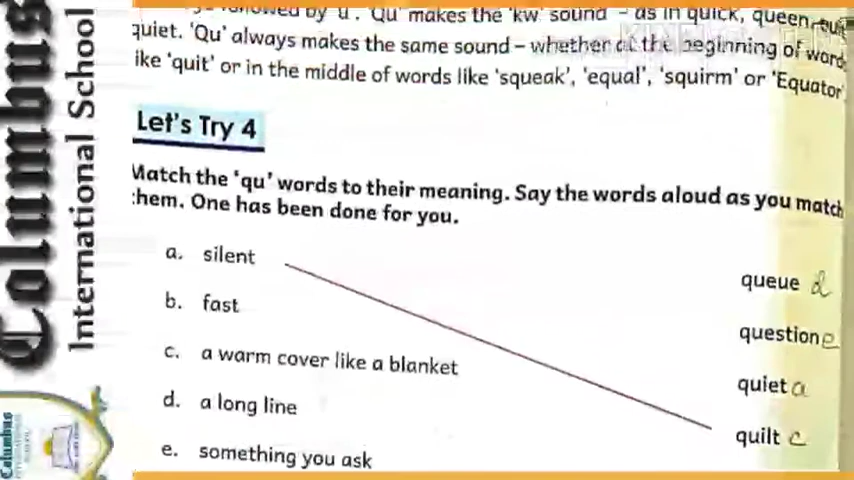 Columbus
International School
Columbus
followed by 'u'. 'Qu' makes the 'kw' sound – as in quick, queen,
quiet. 'Qu' always makes the same sound – whether at the beginning of word
ike 'quit' or in the middle of words like 'squeak', 'equal', 'squirm' or 'Equator'
Let's Try 4
Match the 'qu' words to their meaning. Say the words aloud as you match
them. One has been done for you.
a. silent
b. fast
c. a warm cover like a blanket
d. a long line
e. something you ask
queue d
question e
quiet a
quilt c